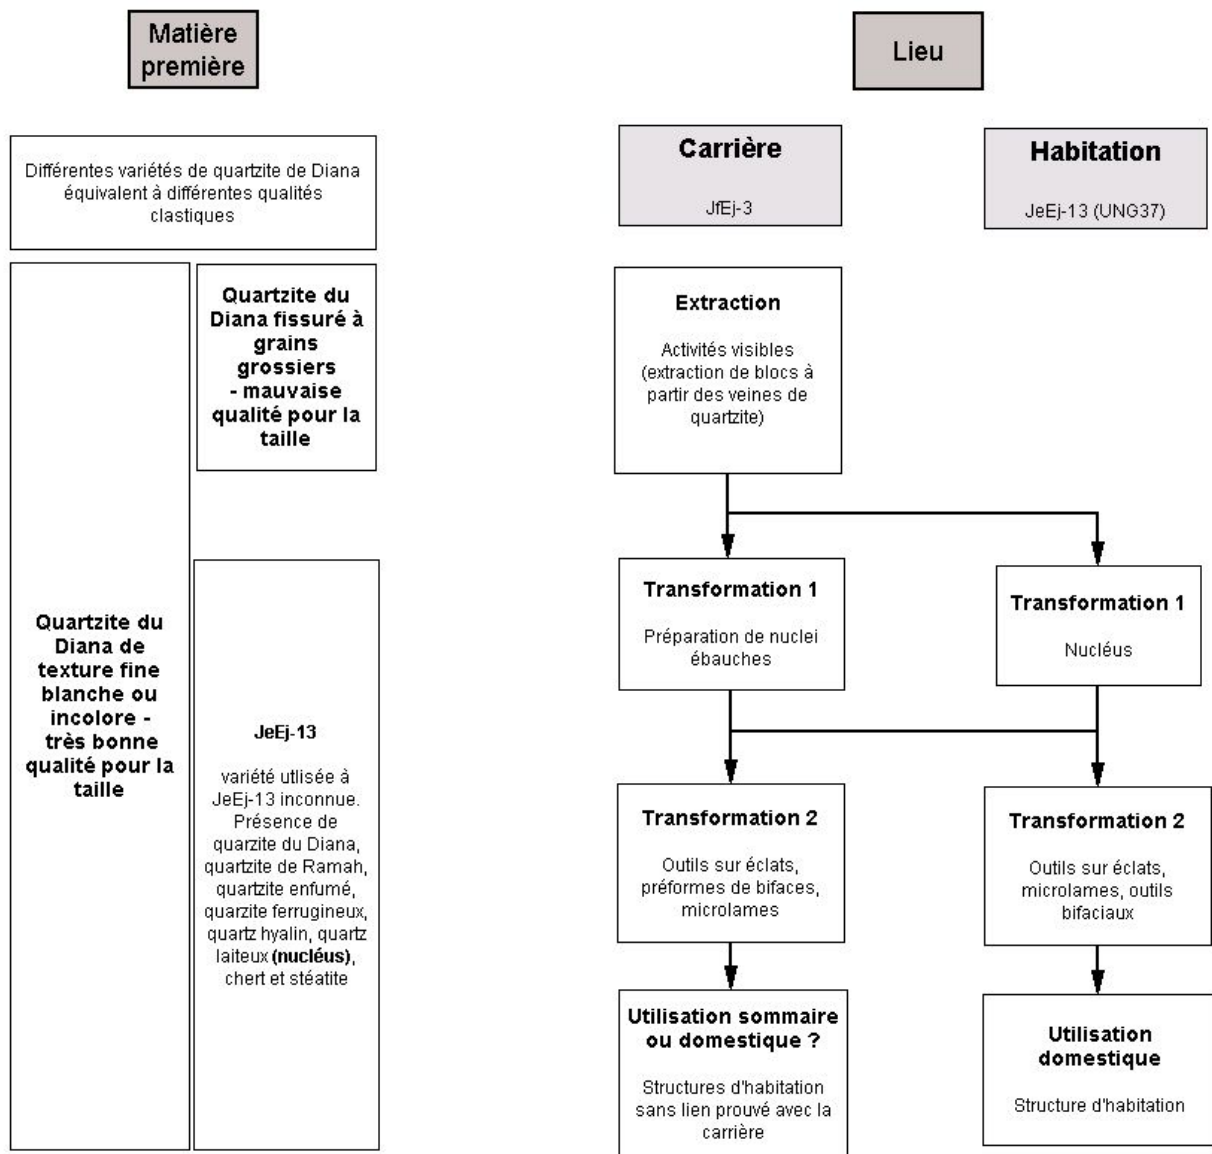 Matière
première
Lieu
Différentes variétés de quartzite de Diana
équivalent à différentes qualités
clastiques
Carrière
JfEj-3
Habitation
JeEj-13 (UNG37)
Quartzite du
Diana de
texture fine
blanche ou
incolore -
très bonne
qualité pour la
taille
Quartzite du
Diana fissuré à
grains
grossiers
- mauvaise
qualité pour la
taille
JeEj-13
variété utlisée à
JeEj-13 inconnue.
Présence de
quarzite du Diana,
quartzite de Ramah,
quartzite enfumé,
quarzite ferrugineux,
quartz hyalin, quartz
laiteux (nucléus),
chert et stéatite
Extraction
Activités visibles
(extraction de blocs à
partir des veines de
quartzite)
Transformation 1
Préparation de nuclei
ébauches
Transformation 1
Nucléus
Transformation 2
Outils sur éclats,
préformes de bifaces,
microlames
Transformation 2
Outils sur éclats,
microlames, outils
bifaciaux
Utilisation sommaire
ou domestique ?
Structures d'habitation
sans lien prouvé avec la
carrière
Utilisation
domestique
Structure d'habitation